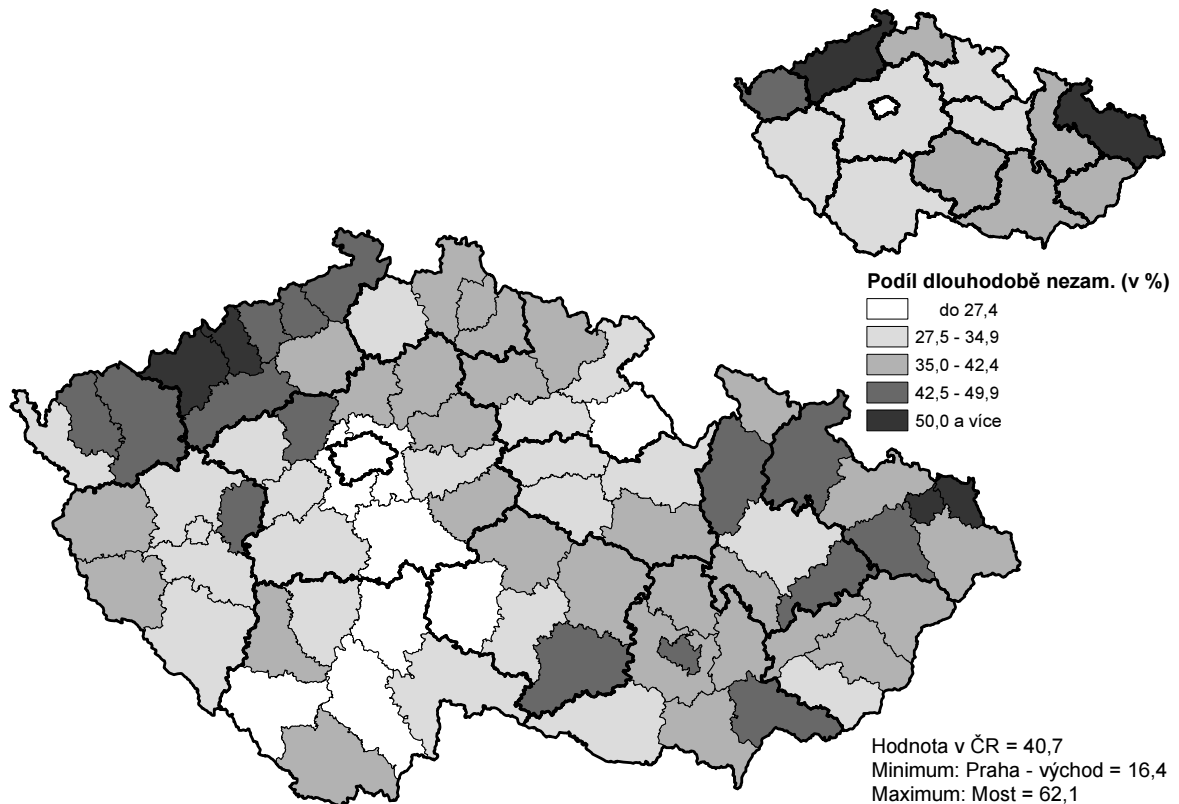 Podíl dlouhodobě nezam. (v %)
do 27,4
27,5 - 34,9
35,0 - 42,4
42,5 - 49,9
50,0 a více
Hodnota v ČR = 40,7
Minimum: Praha - východ = 16,4
Maximum: Most = 62,1